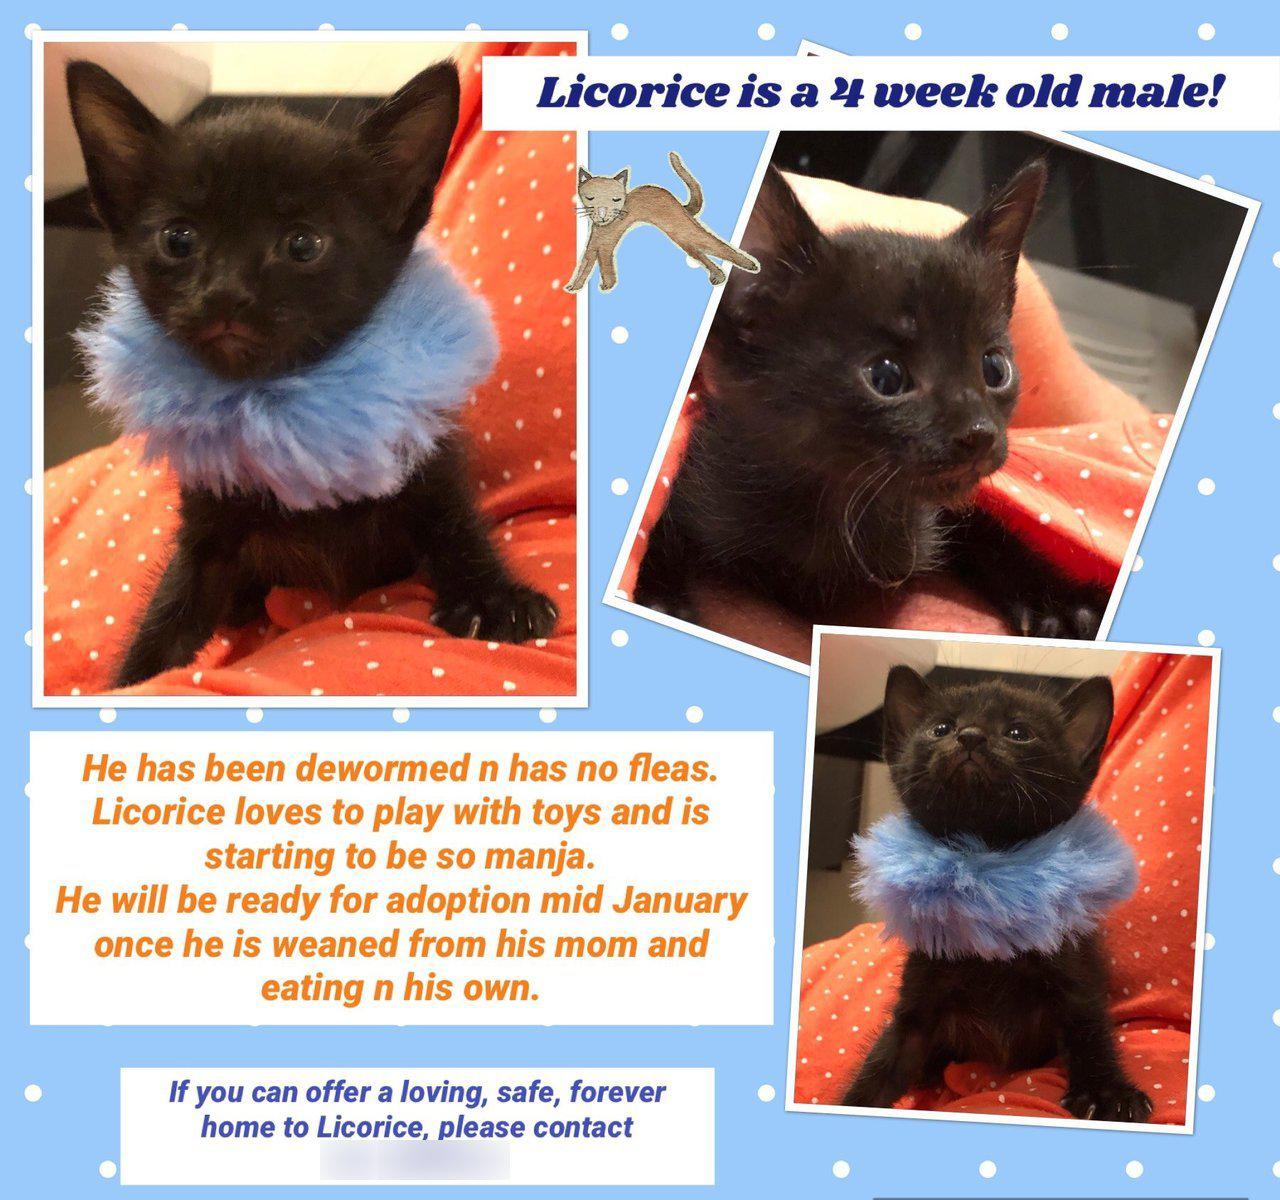 Licorice is a 4 week old male!
He has been dewormed n has no fleas.
Licorice loves to play with toys and is
starting to be so manja.
He will be ready for adoption mid January
once he is weaned from his mom and
eating n his own.
If you can offer a loving, safe, forever
home to Licorice, please contact